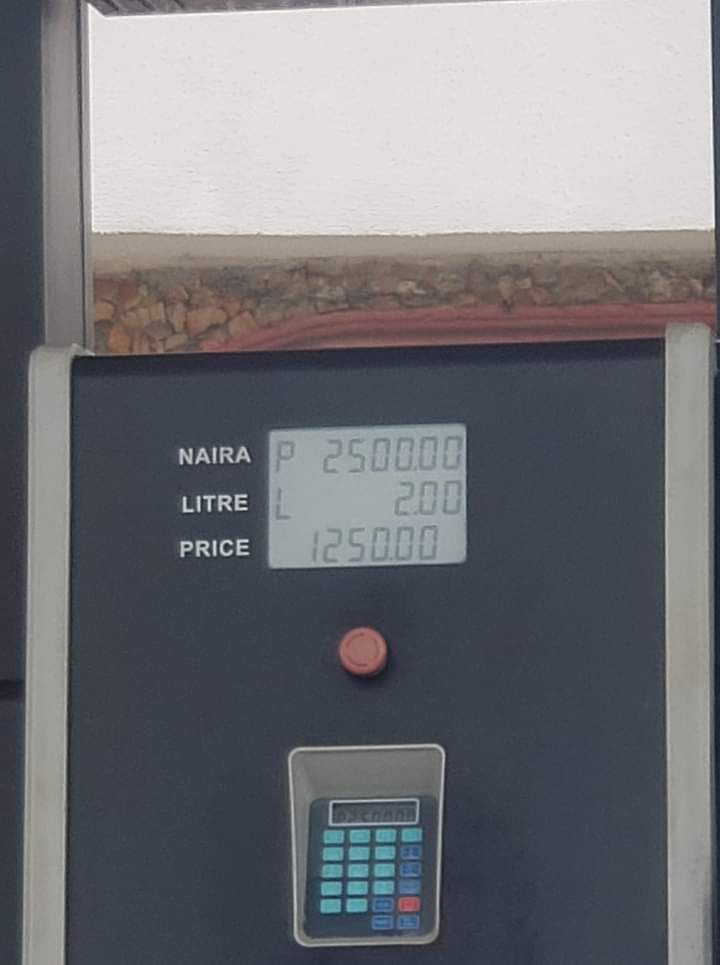 NAIRA P 2500.00
LITRE L 2.00
PRICE 1250.00